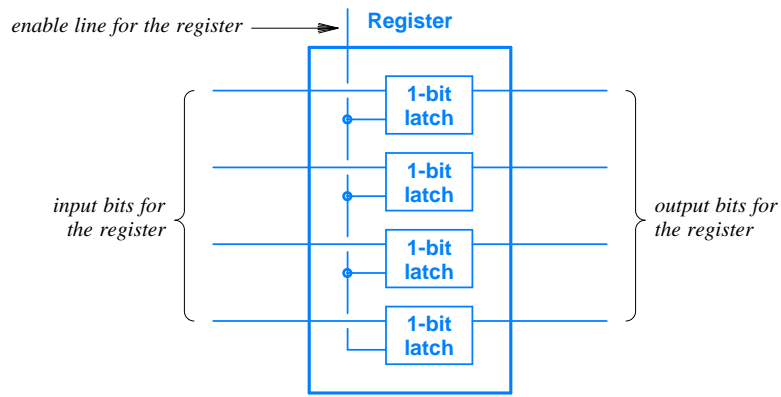 enable line for the register
Register
1-bit
latch
1-bit
latch
input bits for
the register
output bits for
the register
1-bit
latch
1-bit
latch